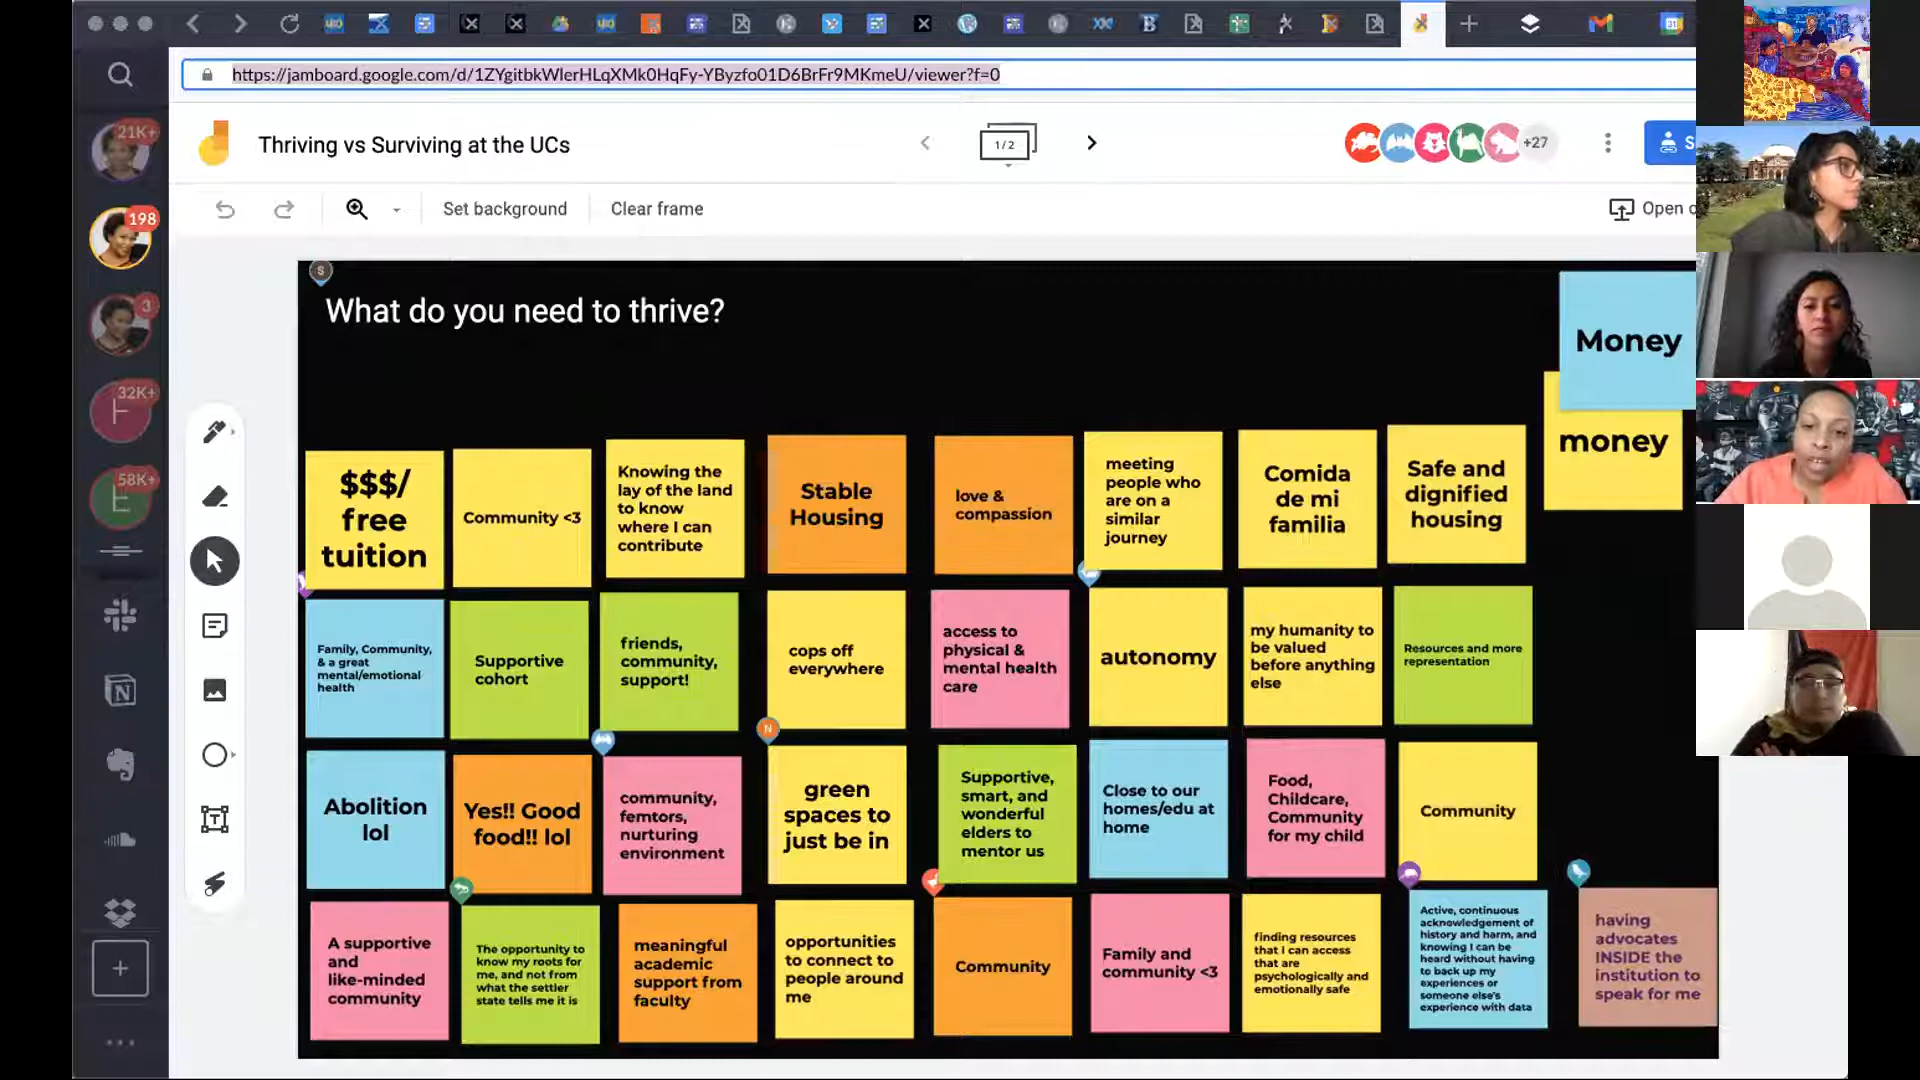 https://jamboard.google.com/d/1ZYgitbkWlerHLqXMk0HqFy-YByzfo01D6BrFr9MKmeU/viewer?f=0
Thriving vs Surviving at the UCs
1/2
+27
S
Set background
Clear frame
Open o
21K+
198
3
32K+
58K+
S
What do you need to thrive?
Money
money
$$$/
free
tuition
Community <3
Knowing the
lay of the land
to know
where I can
contribute
Stable
Housing
love &
compassion
meeting
people who
are on a
similar
journey
Comida
de mi
familia
Safe and
dignified
housing
Family, Community,
& a great
mental/emotional
health
Supportive
cohort
friends,
community,
support!
cops off
everywhere
access to
physical &
mental health
care
autonomy
my humanity to
be valued
before anything
else
Resources and more
representation
N
Abolition
lol
Yes!! Good
food!! lol
community,
femtors,
nurturing
environment
green
spaces to
just be in
Supportive,
smart, and
wonderful
elders to
mentor us
Close to our
homes/edu at
home
Food,
Childcare,
Community
for my child
Community
A supportive
and
like-minded
community
The opportunity to
know my roots for
me, and not from
what the settler
state tells me it is
meaningful
academic
support from
faculty
opportunities
to connect to
people around
me
Community
Family and
community <3
finding resources
that I can access
that are
psychologically and
emotionally safe
Active, continuous
acknowledgement of
history and harm, and
knowing I can be
heard without having
to back up my
experiences or
someone else's
experience with data
having
advocates
INSIDE the
institution to
speak for me